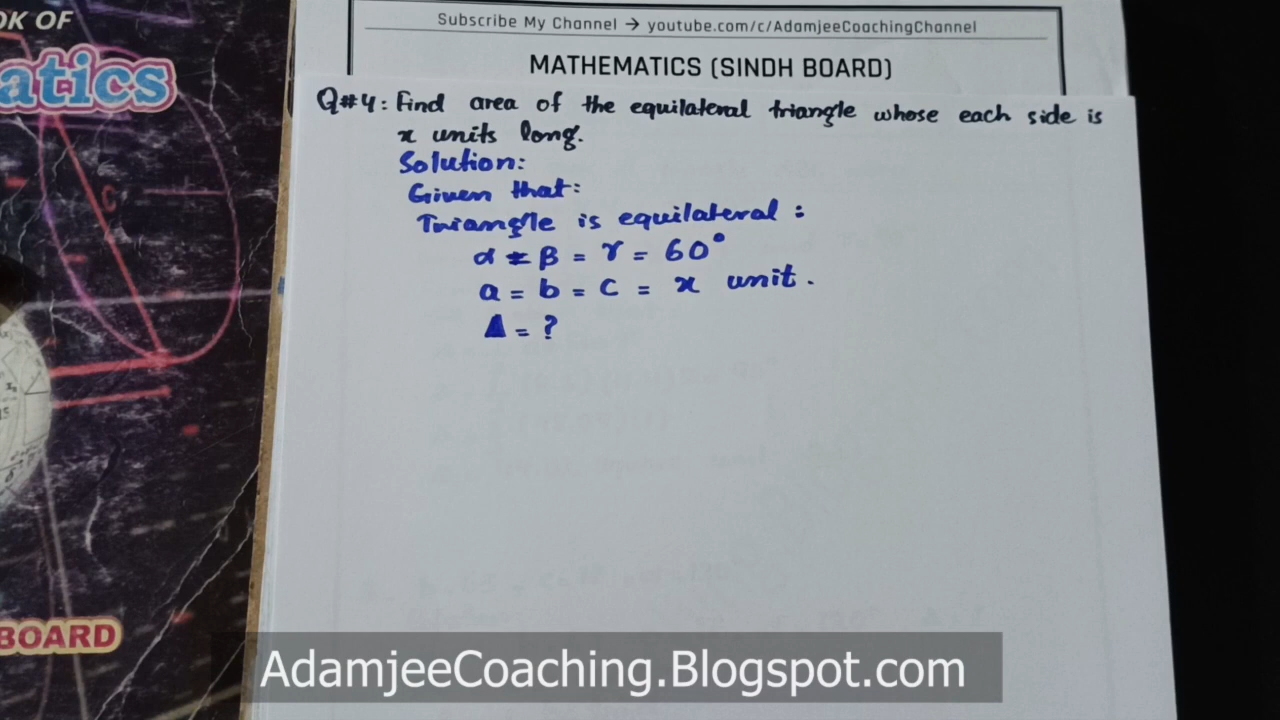 OK OF
atics
BOARD
Subscribe My Channel → youtube.com/c/AdamjeeCoachingChannel
MATHEMATICS (SINDH BOARD)
Q#4: Find area of the equilateral triangle whose each side is
x units long.
Solution:
Given that:
Triangle is equilateral:
α = β = γ = 60°
a = b = c = x unit.
Δ = ?
AdamjeeCoaching.Blogspot.com